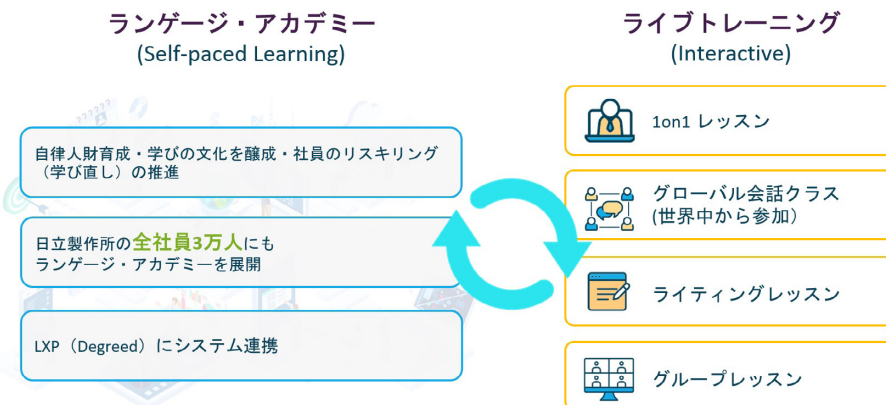 ランゲージ・アカデミー
(Self-paced Learning)
自律人財育成・学びの文化を醸成・社員のリスキリング
（学び直し）の推進
日立製作所の全社員3万人にも
ランゲージ・アカデミーを展開
LXP（Degreed）にシステム連携
ライブトレーニング
(Interactive)
1on1 レッスン
グローバル会話クラス
(世界中から参加）
ライティングレッスン
グループレッスン